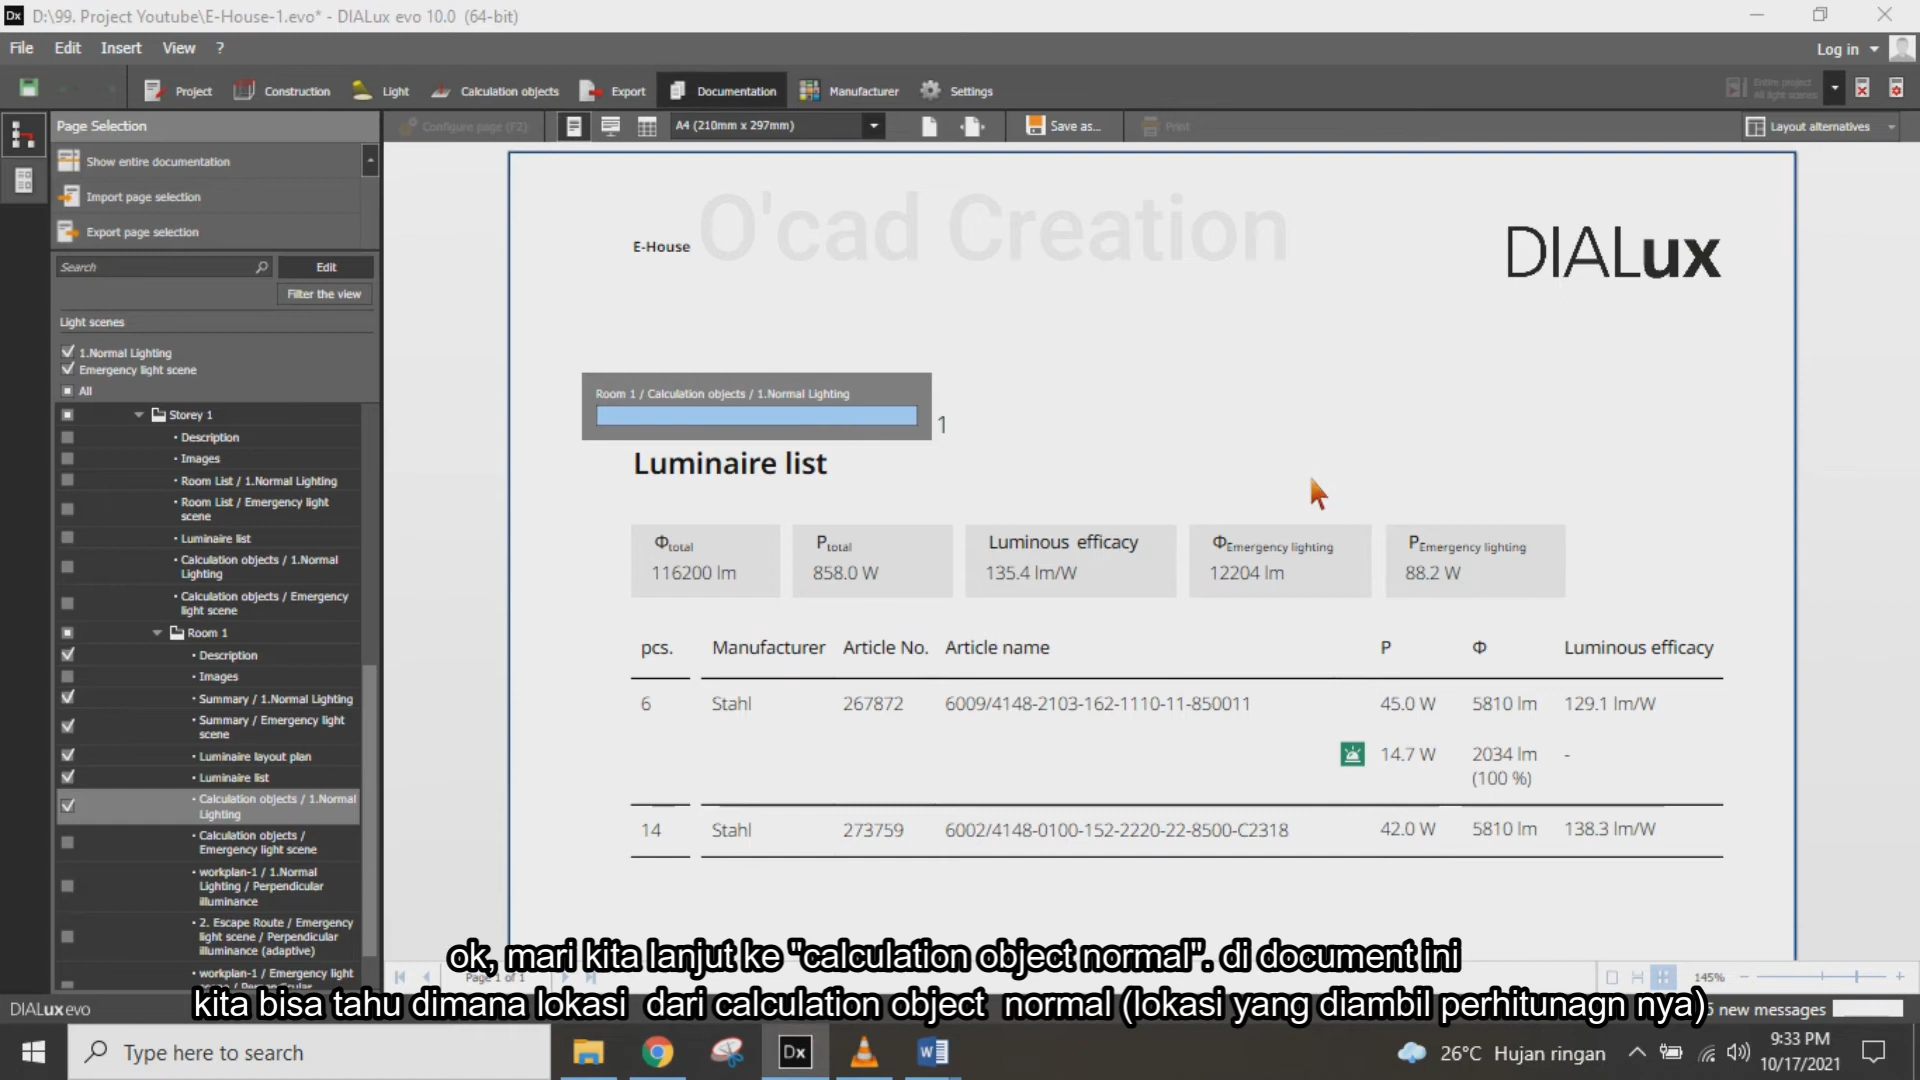 D:\99. Project Youtube\E-House-1.evo* - DIALux evo 10.0 (64-bit)
File Edit Insert View ?
Log in
Project Construction Light Calculation objects Export Documentation Manufacturer Settings
Entire project
All light scenes
Page Selection
Configure page (F2)
A4 (210mm x 297mm)
Save as...
Print
Layout alternatives
Show entire documentation
Import page selection
Export page selection
Search
Edit
Filter the view
Light scenes
1.Normal Lighting
Emergency light scene
All
Storey 1
• Description
• Images
• Room List / 1.Normal Lighting
• Room List / Emergency light
scene
• Luminaire list
• Calculation objects / 1.Normal
Lighting
• Calculation objects / Emergency
light scene
Room 1
• Description
• Images
• Summary / 1.Normal Lighting
• Summary / Emergency light
scene
• Luminaire layout plan
• Luminaire list
• Calculation objects / 1.Normal
Lighting
• Calculation objects /
Emergency light scene
• workplan-1 / 1.Normal
Lighting / Perpendicular
illuminance
• 2. Escape Route / Emergency
light scene / Perpendicular
illuminance (adaptive)
• workplan-1 / Emergency light
O'cad Creation
E-House
DIALux
Room 1 / Calculation objects / 1.Normal Lighting
1
Luminaire list
Φtotal
116200 lm
Ptotal
858.0 W
Luminous efficacy
135.4 lm/W
ΦEmergency lighting
12204 lm
PEmergency lighting
88.2 W
pcs. Manufacturer Article No. Article name P Φ Luminous efficacy
6 Stahl 267872 6009/4148-2103-162-1110-11-850011 45.0 W 5810 lm 129.1 lm/W
14.7 W 2034 lm -
(100 %)
14 Stahl 273759 6002/4148-0100-152-2220-22-8500-C2318 42.0 W 5810 lm 138.3 lm/W
Page 1 of 1
145%
ok, mari kita lanjut ke "calculation object normal". di document ini
kita bisa tahu dimana lokasi dari calculation object normal (lokasi yang diambil perhitunagn nya)
DIALux evo
new messages
Type here to search
26°C Hujan ringan
9:33 PM
10/17/2021